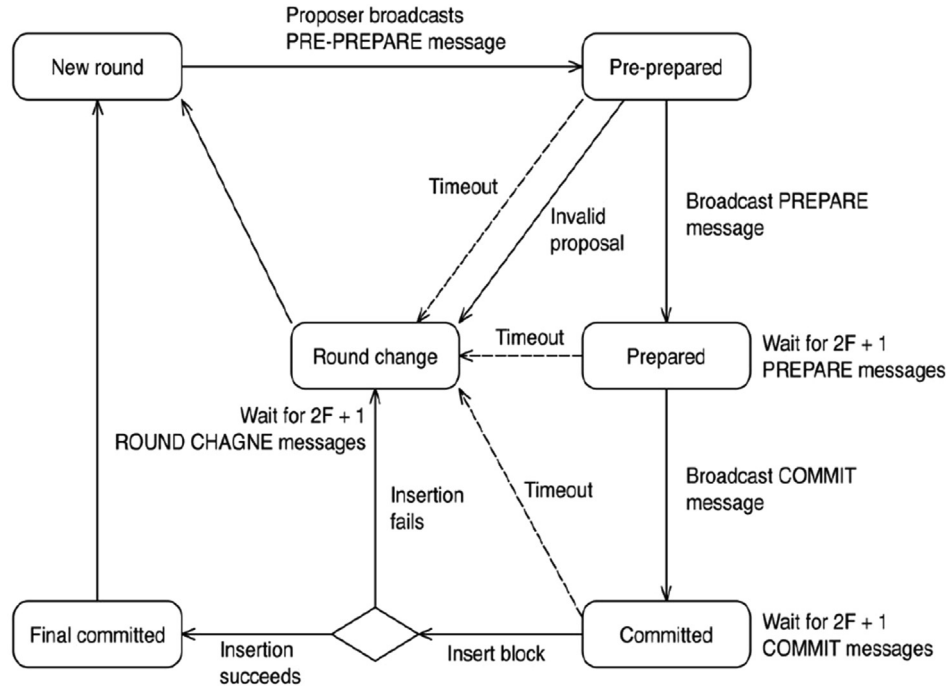 Proposer broadcasts
PRE-PREPARE message
New round
Pre-prepared
Timeout
Invalid
proposal
Broadcast PREPARE
message
Round change
Timeout
Prepared
Wait for 2F + 1
PREPARE messages
Wait for 2F + 1
ROUND CHAGNE messages
Insertion
fails
Timeout
Broadcast COMMIT
message
Final committed
Insertion
succeeds
Insert block
Committed
Wait for 2F + 1
COMMIT messages